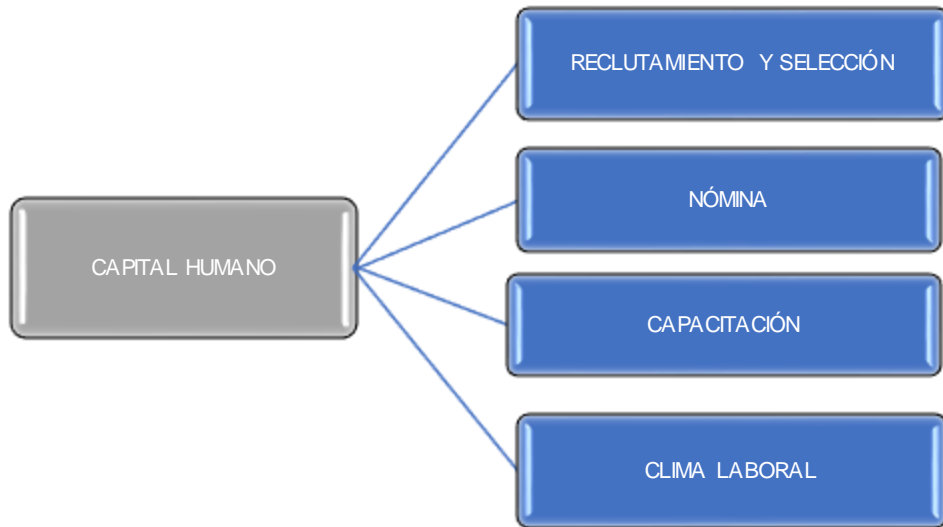 RECLUTAMIENTO Y SELECCIÓN
NÓMINA
CAPITAL HUMANO
CAPACITACIÓN
CLIMA LABORAL